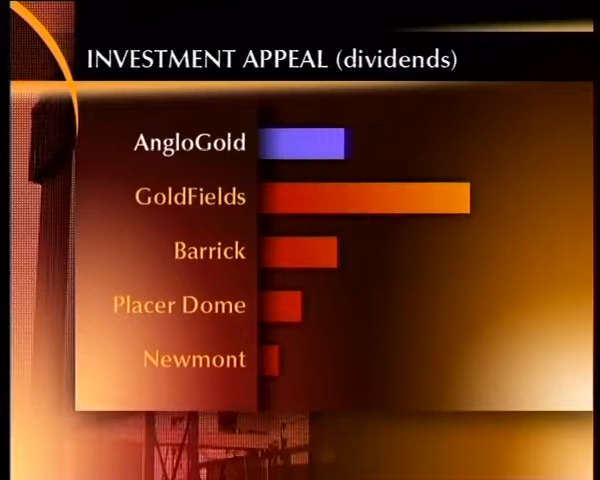 INVESTMENT APPEAL (dividends)
AngloGold
GoldFields
Barrick
Placer Dome
Newmont